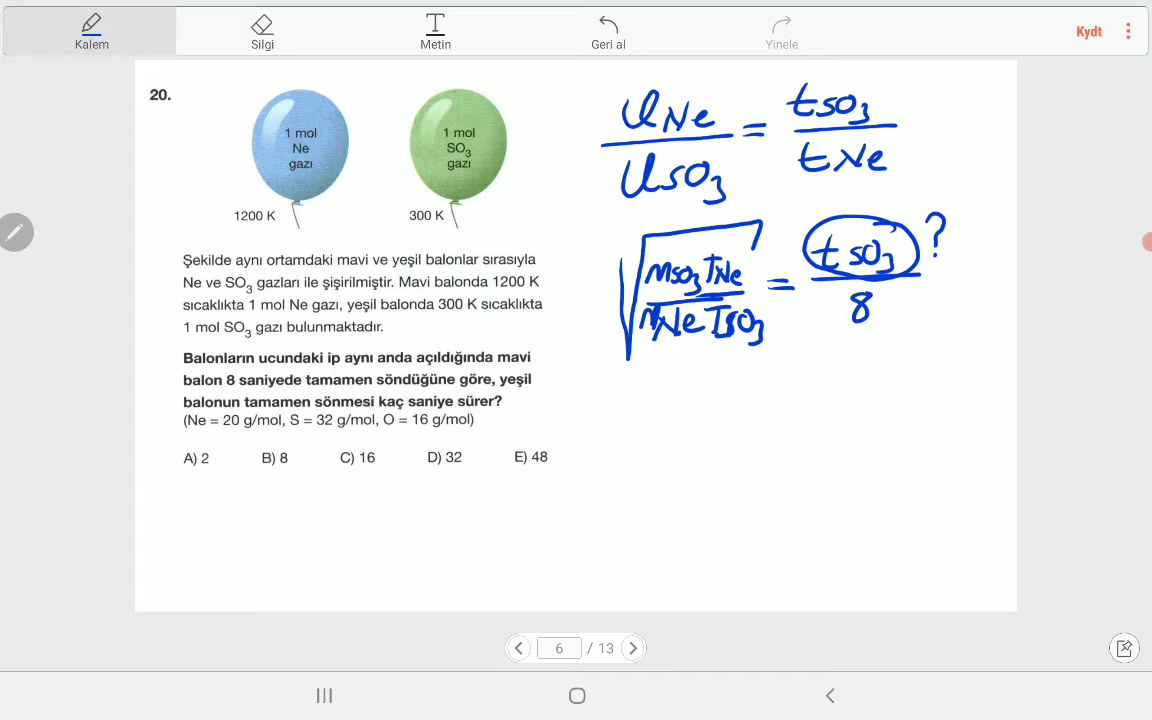 Kalem
Silgi
Metin
Geri al
Yinele
Kydt
20.
1 mol
Ne
gazı
1200 K
1 mol
SO3
gazı
300 K
Şekilde aynı ortamdaki mavi ve yeşil balonlar sırasıyla
Ne ve SO3 gazları ile şişirilmiştir. Mavi balonda 1200 K
sıcaklıkta 1 mol Ne gazı, yeşil balonda 300 K sıcaklıkta
1 mol SO3 gazı bulunmaktadır.
Balonların ucundaki ip aynı anda açıldığında mavi
balon 8 saniyede tamamen söndüğüne göre, yeşil
balonun tamamen sönmesi kaç saniye sürer?
(Ne = 20 g/mol, S = 32 g/mol, O = 16 g/mol)
A) 2 B) 8 C) 16 D) 32 E) 48
UNe / USO3 = tSO3 / tNe
√(MSO3 TNe / MNe TSO3) = tSO3 / 8 ?
6 / 13